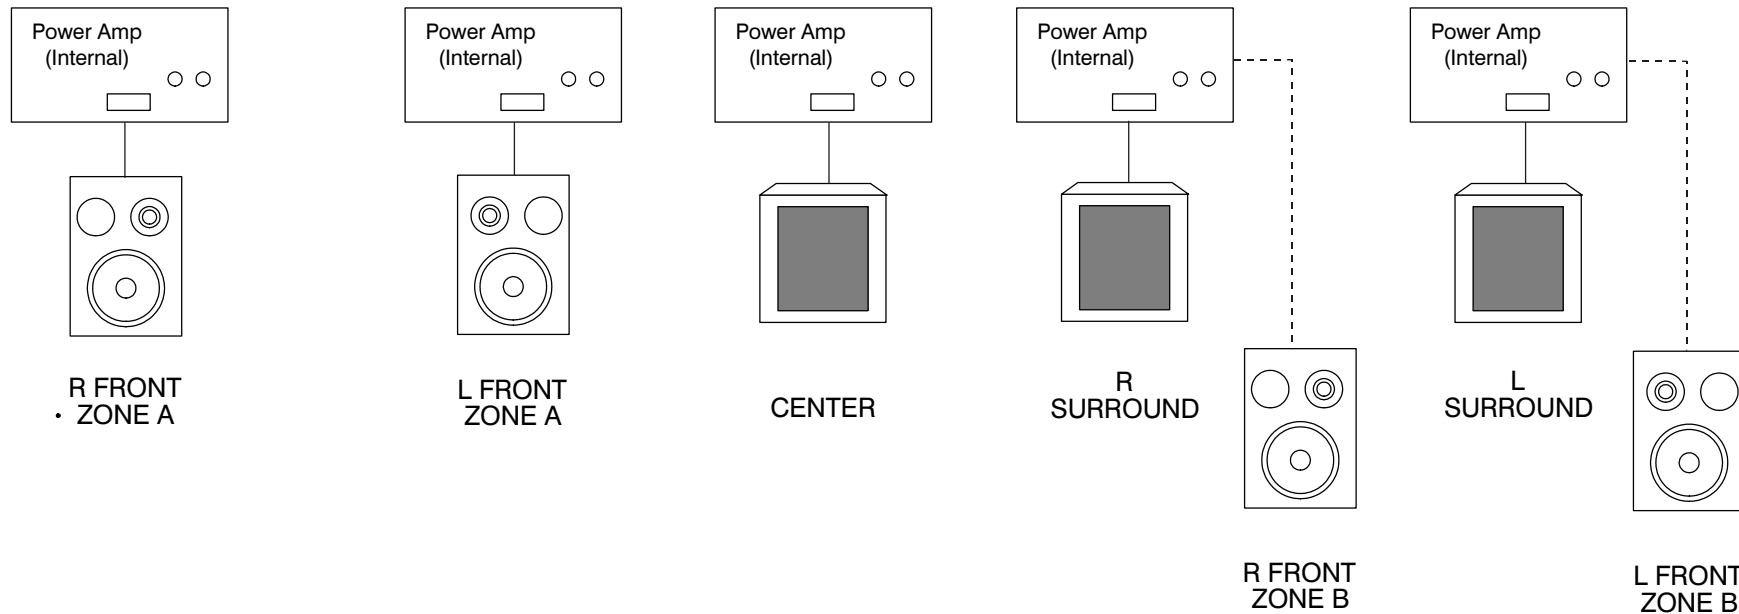 Power Amp
(Internal)
Power Amp
(Internal)
Power Amp
(Internal)
Power Amp
(Internal)
Power Amp
(Internal)
R FRONT
ZONE A
L FRONT
ZONE A
CENTER
R
SURROUND
L
SURROUND
R FRONT
ZONE B
L FRONT
ZONE B